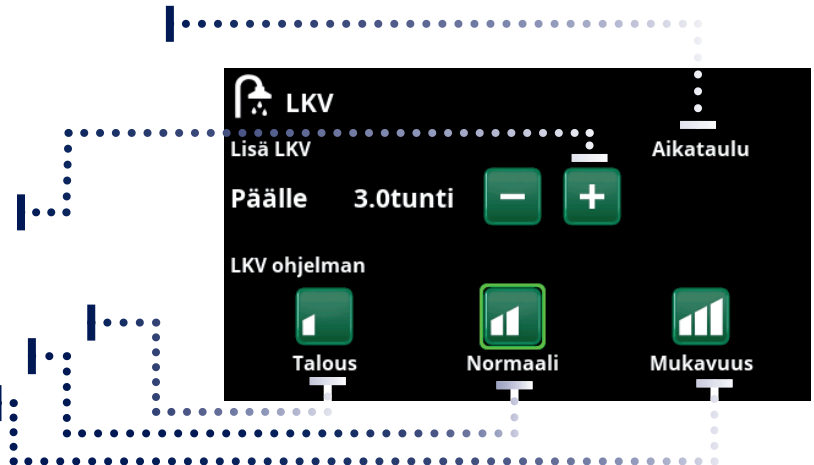 LKV
Lisä LKV
Aikataulu
Päälle 3.0tunti − +
LKV ohjelman
Talous Normaali Mukavuus